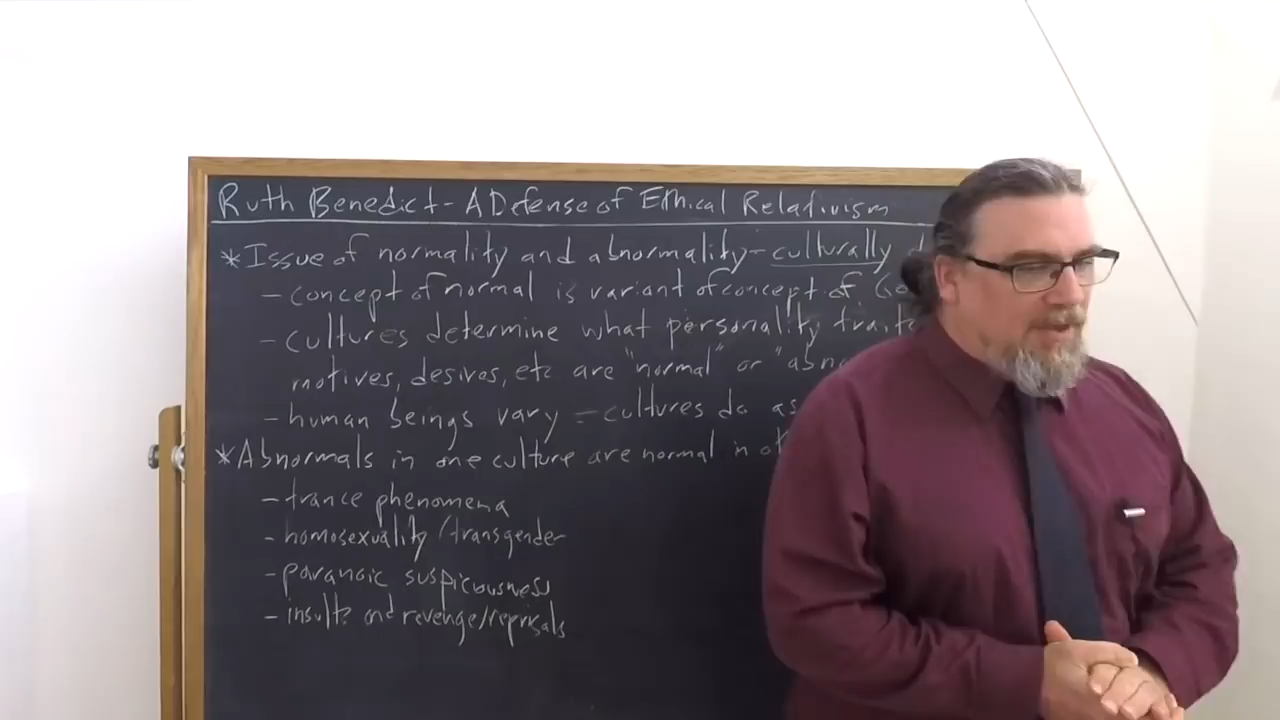 Ruth Benedict - A Defense of Ethical Relativism
* Issue of normality and abnormality - culturally
- concept of normal is variant of concept of
- cultures determine what personality traits
motives, desires, etc are "normal" or
- human beings vary - cultures do as
* Abnormals in one culture are normal in
- trance phenomena
- homosexuality/transgender
- paranoic suspiciousness
- insults and revenge/reprisals